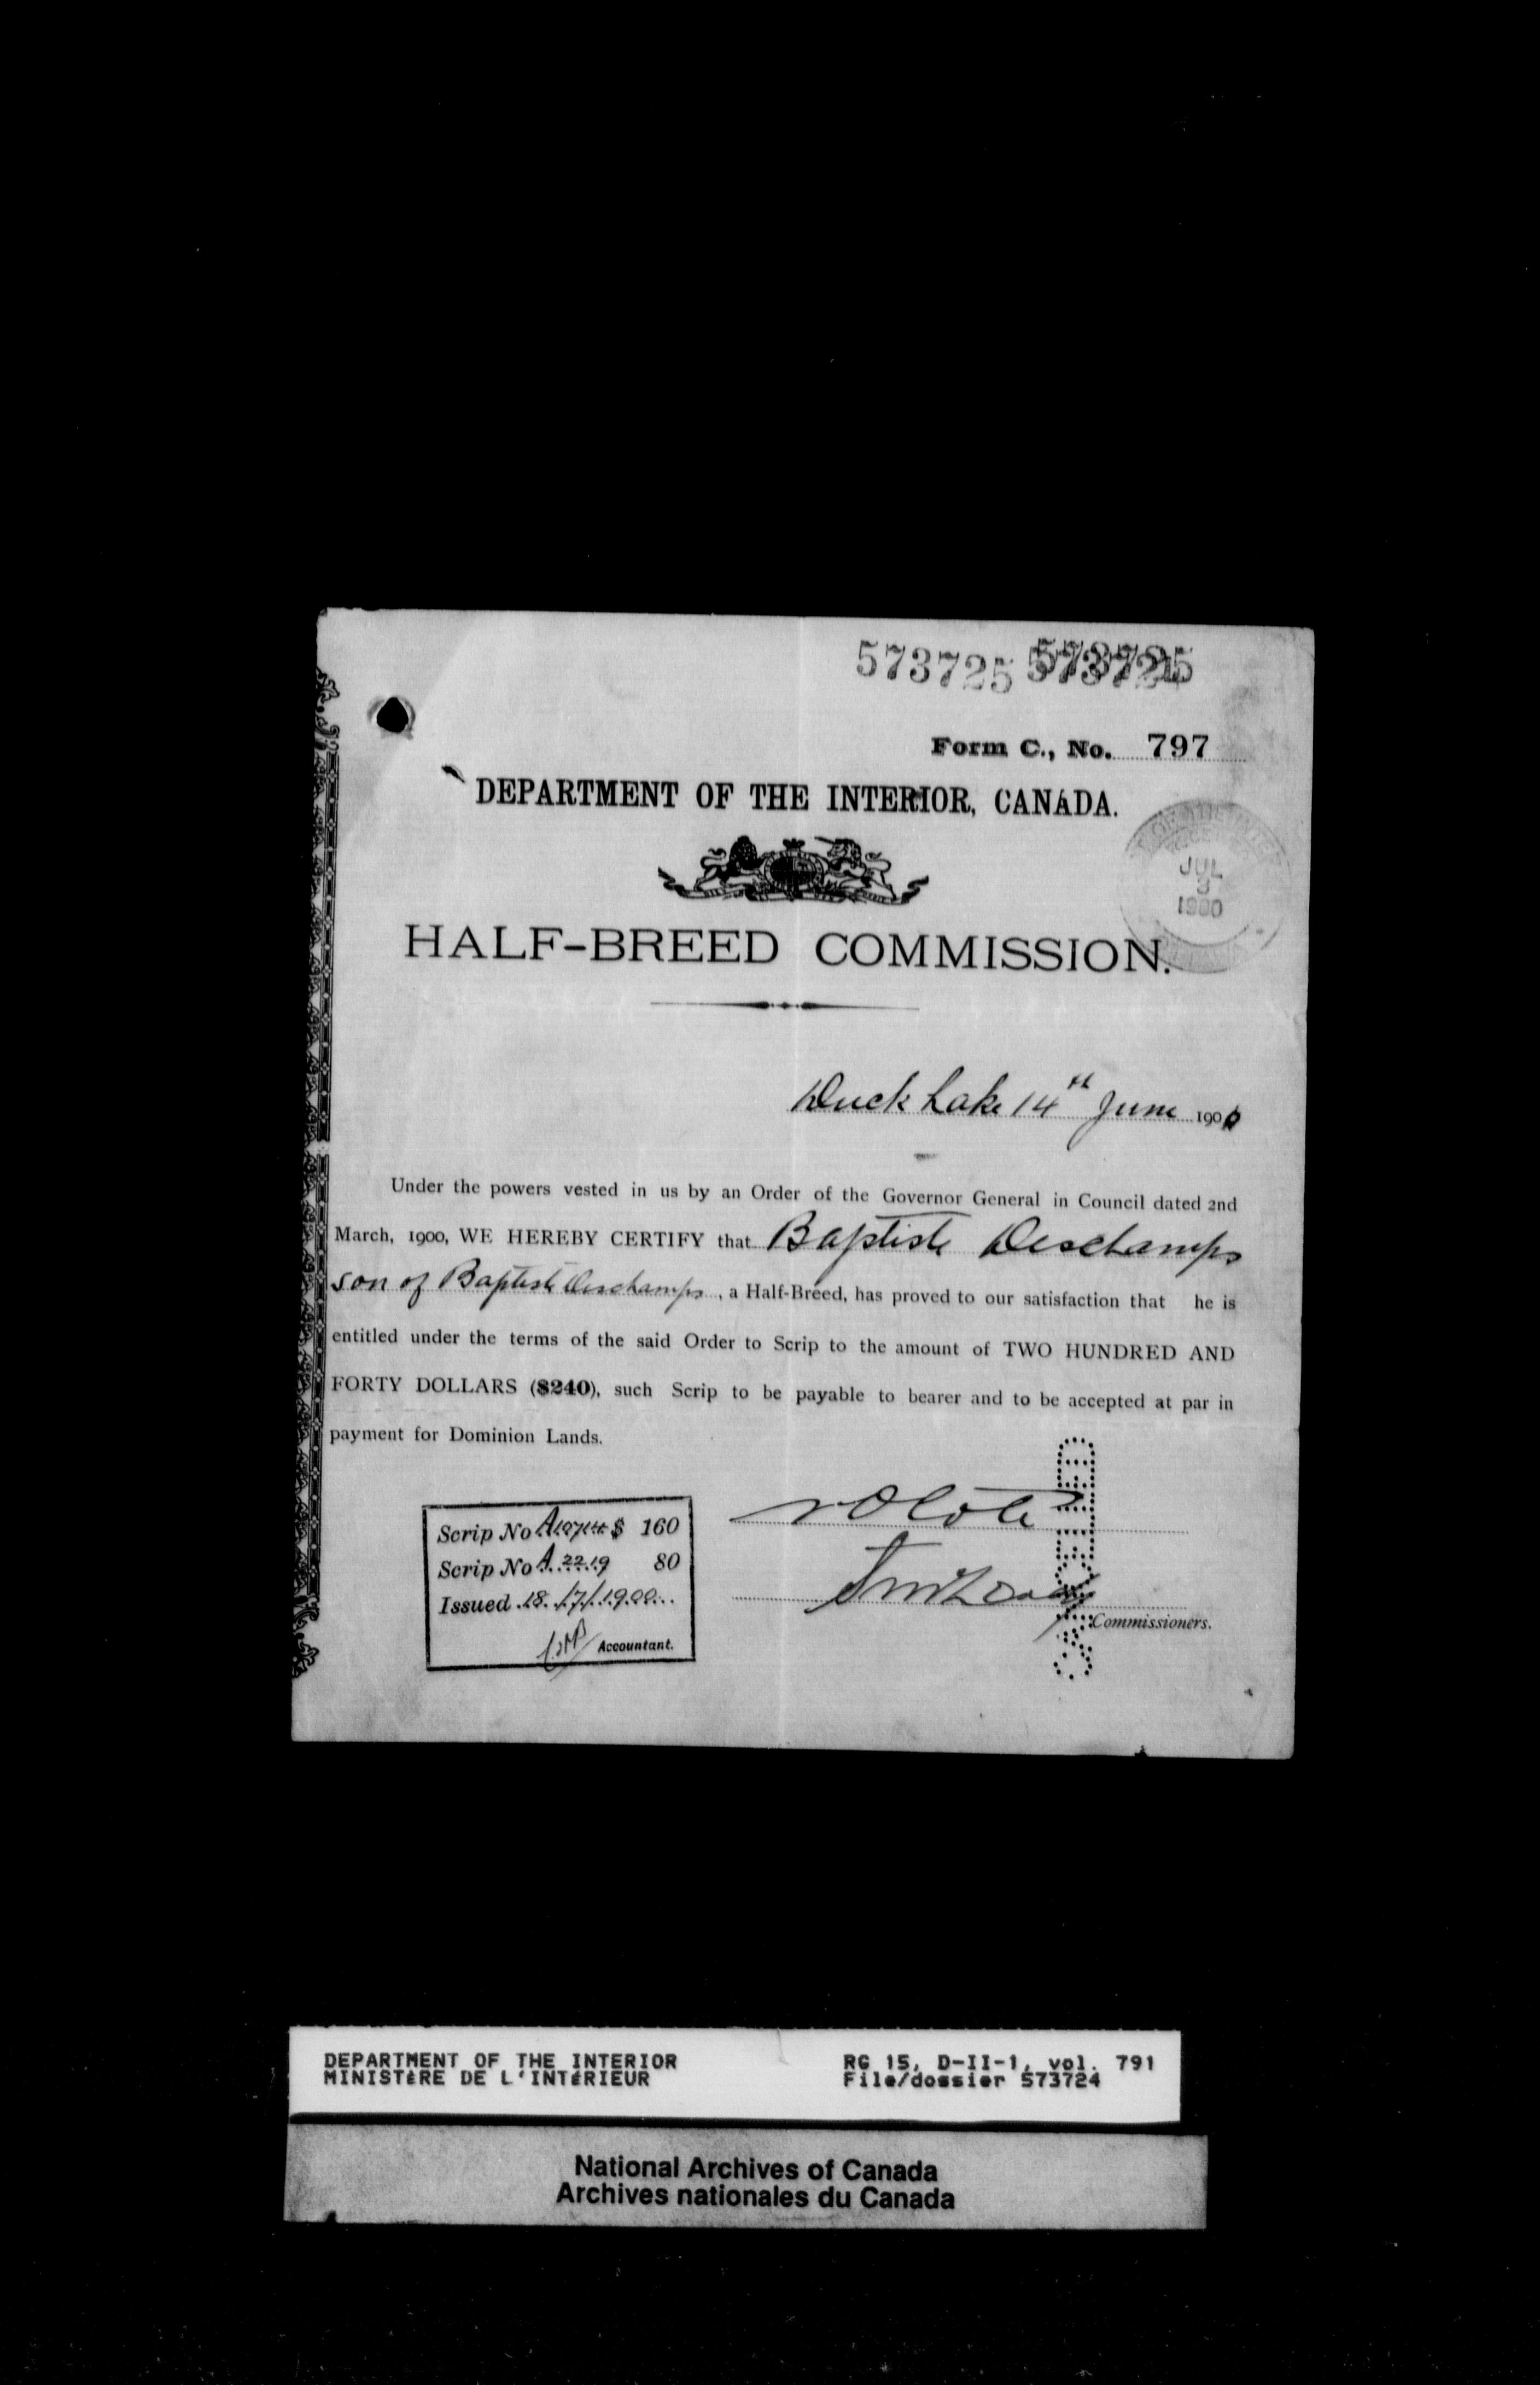 573725
Form C., No. 797
DEPARTMENT OF THE INTERIOR, CANADA.
JUL
3
1900
HALF-BREED COMMISSION.
Duck Lake 14th June 1900
Under the powers vested in us by an Order of the Governor General in Council dated 2nd
March, 1900, WE HEREBY CERTIFY that Baptiste Deschamps
son of Baptiste Deschamps, a Half-Breed, has proved to our satisfaction that he is
entitled under the terms of the said Order to Scrip to the amount of TWO HUNDRED AND
FORTY DOLLARS ($240), such Scrip to be payable to bearer and to be accepted at par in
payment for Dominion Lands.
Scrip No $ 160
Scrip No A.2219 80
Issued 18/7/1900
Accountant.
Commissioners.
DEPARTMENT OF THE INTERIOR
MINISTÈRE DE L'INTÉRIEUR
RG 15, D-II-1, vol. 791
File/dossier 573724
National Archives of Canada
Archives nationales du Canada